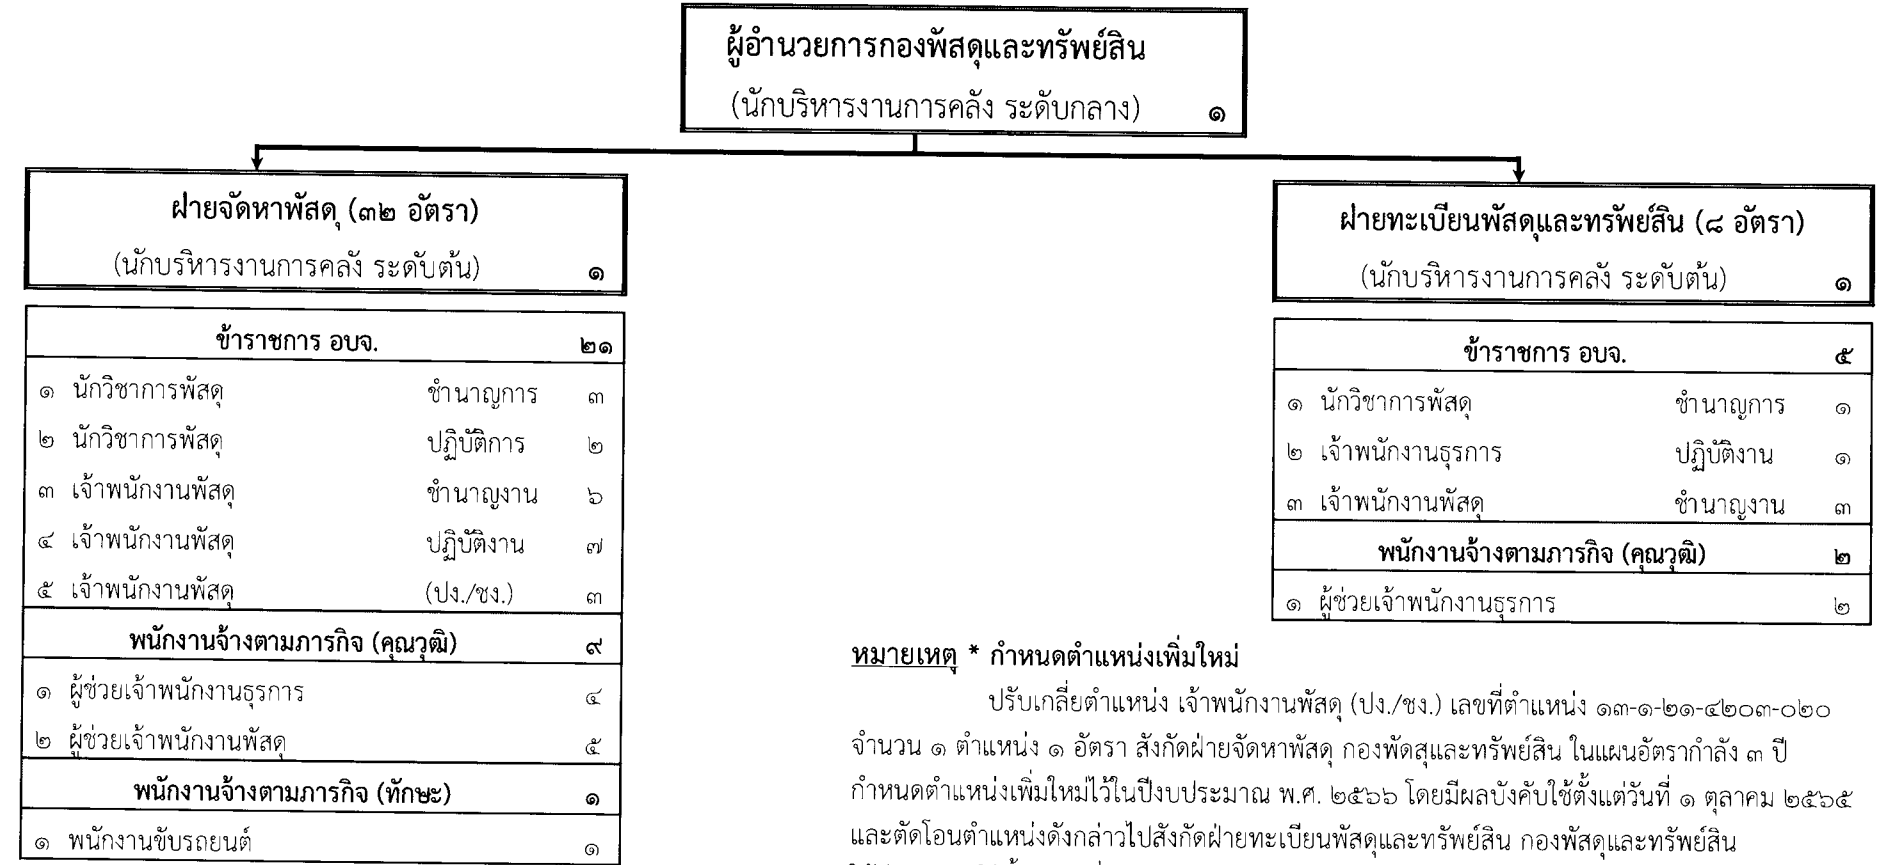 ผู้อำนวยการกองพัสดุและทรัพย์สิน
(นักบริหารงานการคลัง ระดับกลาง) ๑
ฝ่ายจัดหาพัสดุ (๓๒ อัตรา)
(นักบริหารงานการคลัง ระดับต้น) ๑
ข้าราชการ อบจ. ๒๑
๑ นักวิชาการพัสดุ ชำนาญการ ๓
๒ นักวิชาการพัสดุ ปฏิบัติการ ๒
๓ เจ้าพนักงานพัสดุ ชำนาญงาน ๖
๔ เจ้าพนักงานพัสดุ ปฏิบัติงาน ๗
๕ เจ้าพนักงานพัสดุ (ปง./ชง.) ๓
พนักงานจ้างตามภารกิจ (คุณวุฒิ) ๙
๑ ผู้ช่วยเจ้าพนักงานธุรการ ๔
๒ ผู้ช่วยเจ้าพนักงานพัสดุ ๕
พนักงานจ้างตามภารกิจ (ทักษะ) ๑
๑ พนักงานขับรถยนต์ ๑
ฝ่ายทะเบียนพัสดุและทรัพย์สิน (๘ อัตรา)
(นักบริหารงานการคลัง ระดับต้น) ๑
ข้าราชการ อบจ. ๕
๑ นักวิชาการพัสดุ ชำนาญการ ๑
๒ เจ้าพนักงานธุรการ ปฏิบัติงาน ๑
๓ เจ้าพนักงานพัสดุ ชำนาญงาน ๓
พนักงานจ้างตามภารกิจ (คุณวุฒิ) ๒
๑ ผู้ช่วยเจ้าพนักงานธุรการ ๒
หมายเหตุ * กำหนดตำแหน่งเพิ่มใหม่
ปรับเกลี่ยตำแหน่ง เจ้าพนักงานพัสดุ (ปง./ชง.) เลขที่ตำแหน่ง ๑๓-๑-๒๑-๔๒๐๓-๐๒๐
จำนวน ๑ ตำแหน่ง ๑ อัตรา สังกัดฝ่ายจัดหาพัสดุ กองพัดสุและทรัพย์สิน ในแผนอัตรากำลัง ๓ ปี
กำหนดตำแหน่งเพิ่มใหม่ไว้ในปีงบประมาณ พ.ศ. ๒๕๖๖ โดยมีผลบังคับใช้ตั้งแต่วันที่ ๑ ตุลาคม ๒๕๖๕
และตัดโอนตำแหน่งดังกล่าวไปสังกัดฝ่ายทะเบียนพัสดุและทรัพย์สิน กองพัสดุและทรัพย์สิน